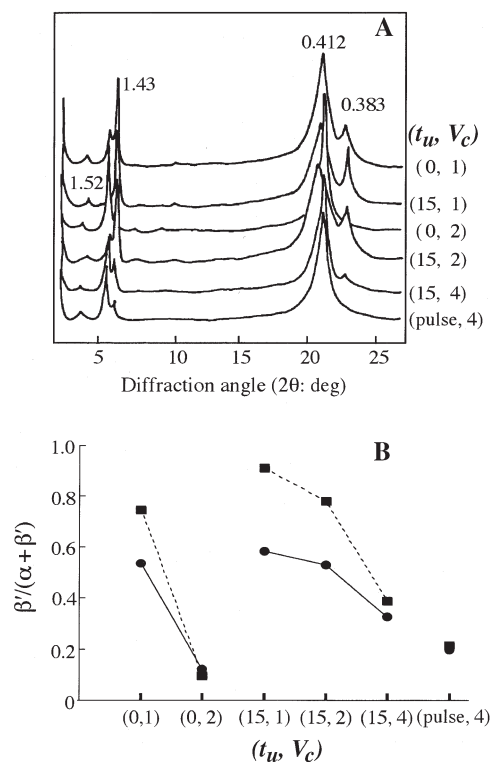 A
0.412
1.43
0.383
1.52
(tu, Vc)
(0, 1)
(15, 1)
(0, 2)
(15, 2)
(15, 4)
(pulse, 4)
5 10 15 20 25
Diffraction angle (2θ: deg)
B
1.0
0.8
0.6
0.4
0.2
0
β'/(α+β')
(0,1) (0, 2) (15, 1) (15, 2) (15, 4) (pulse, 4)
(tu, Vc)